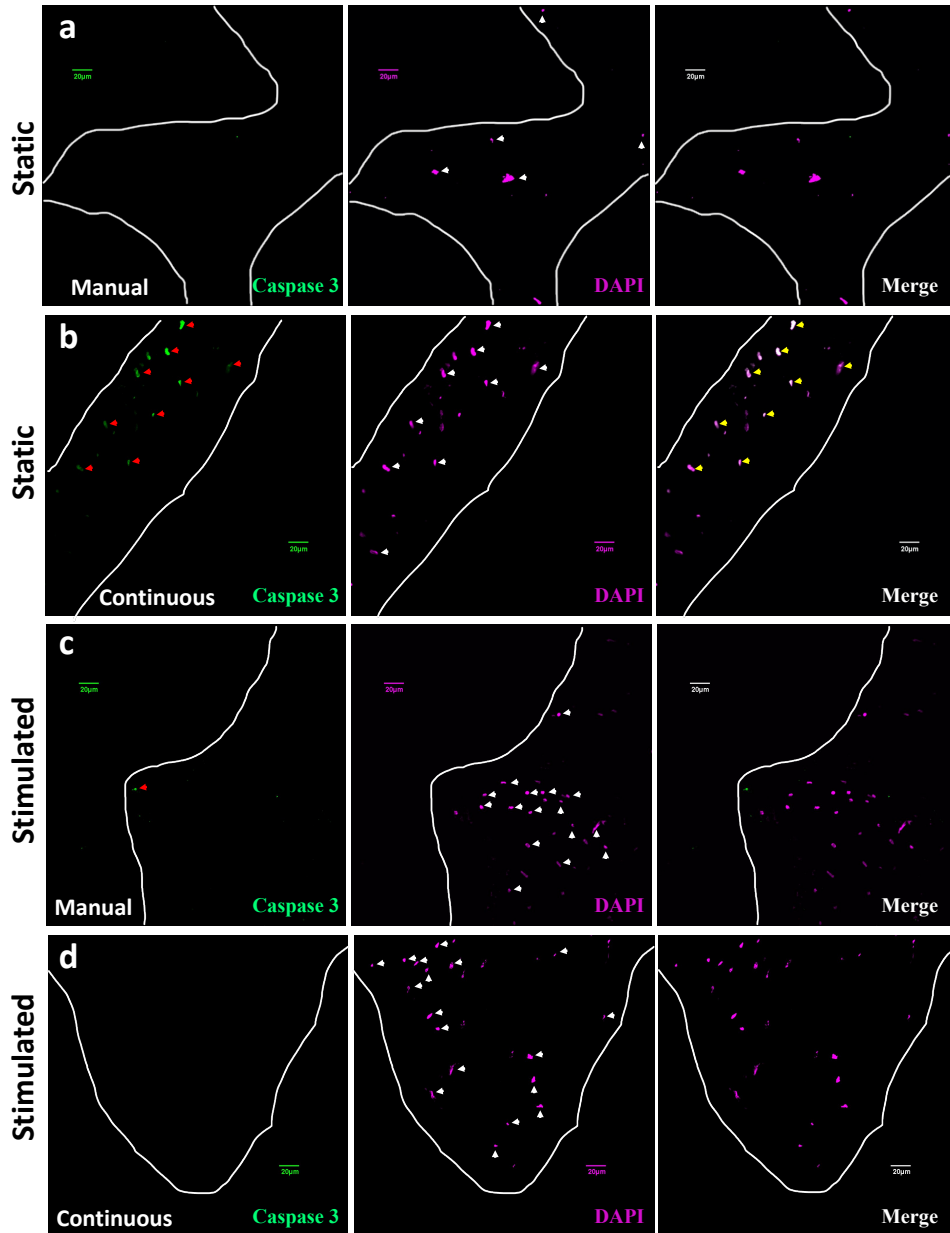 a
20μm
20μm
20μm
Static
Manual
Caspase 3
DAPI
Merge
b
Static
20μm
20μm
20μm
Continuous
Caspase 3
DAPI
Merge
c
20μm
20μm
20μm
Stimulated
Manual
Caspase 3
DAPI
Merge
d
Stimulated
20μm
20μm
20μm
Continuous
Caspase 3
DAPI
Merge